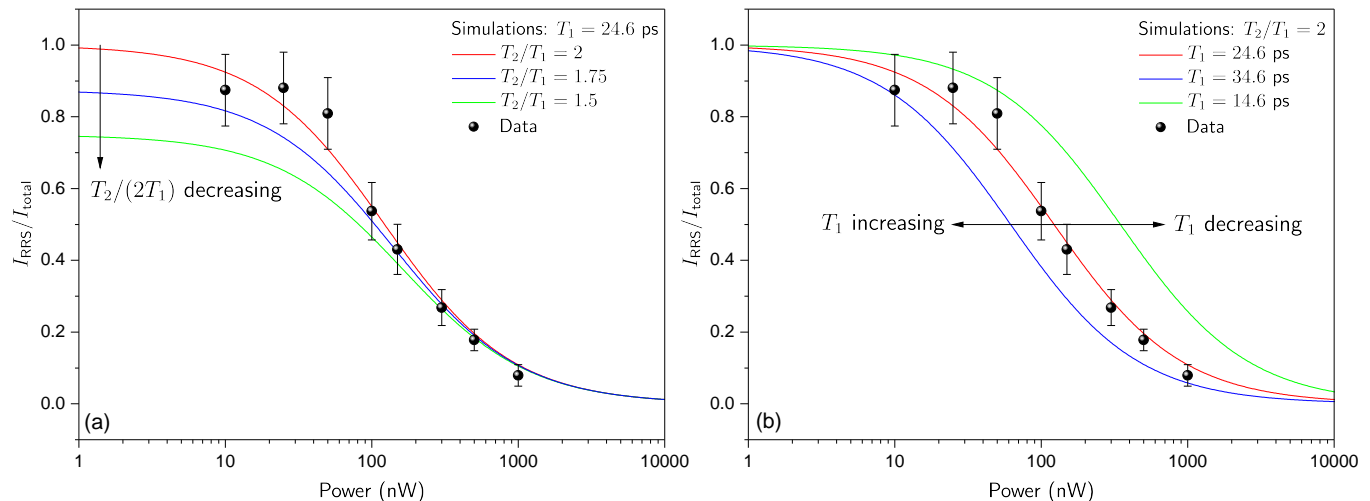 Simulations: T₁ = 24.6 ps
T₂/T₁ = 2
T₂/T₁ = 1.75
T₂/T₁ = 1.5
Data
T₂/(2T₁) decreasing
I_RRS/I_total
1.0
0.8
0.6
0.4
0.2
0.0
(a)
1
10
100
1000
10000
Power (nW)
Simulations: T₂/T₁ = 2
T₁ = 24.6 ps
T₁ = 34.6 ps
T₁ = 14.6 ps
Data
T₁ increasing
T₁ decreasing
I_RRS/I_total
1.0
0.8
0.6
0.4
0.2
0.0
(b)
1
10
100
1000
10000
Power (nW)